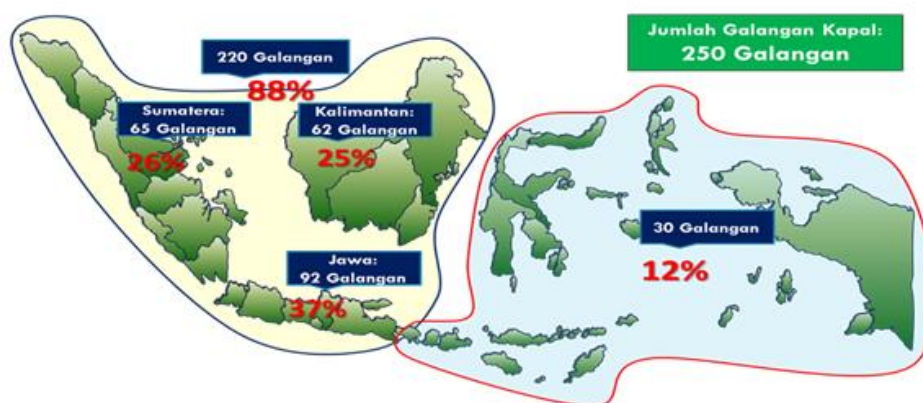 Jumlah Galangan Kapal:
250 Galangan
220 Galangan
88%
Sumatera:
65 Galangan
26%
Kalimantan:
62 Galangan
25%
Jawa:
92 Galangan
37%
30 Galangan
12%